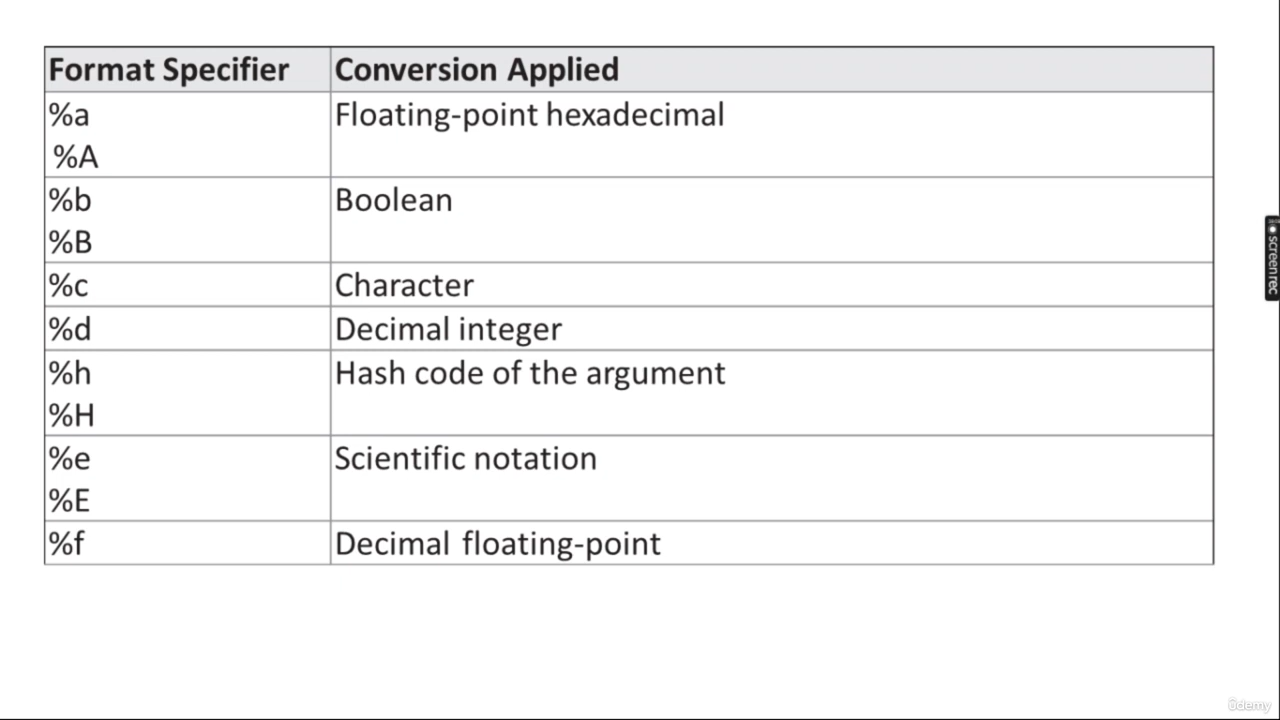 Format Specifier Conversion Applied
%a Floating-point hexadecimal
%A
%b Boolean
%B
%c Character
%d Decimal integer
%h Hash code of the argument
%H
%e Scientific notation
%E
%f Decimal floating-point
screenrec
ûdemy